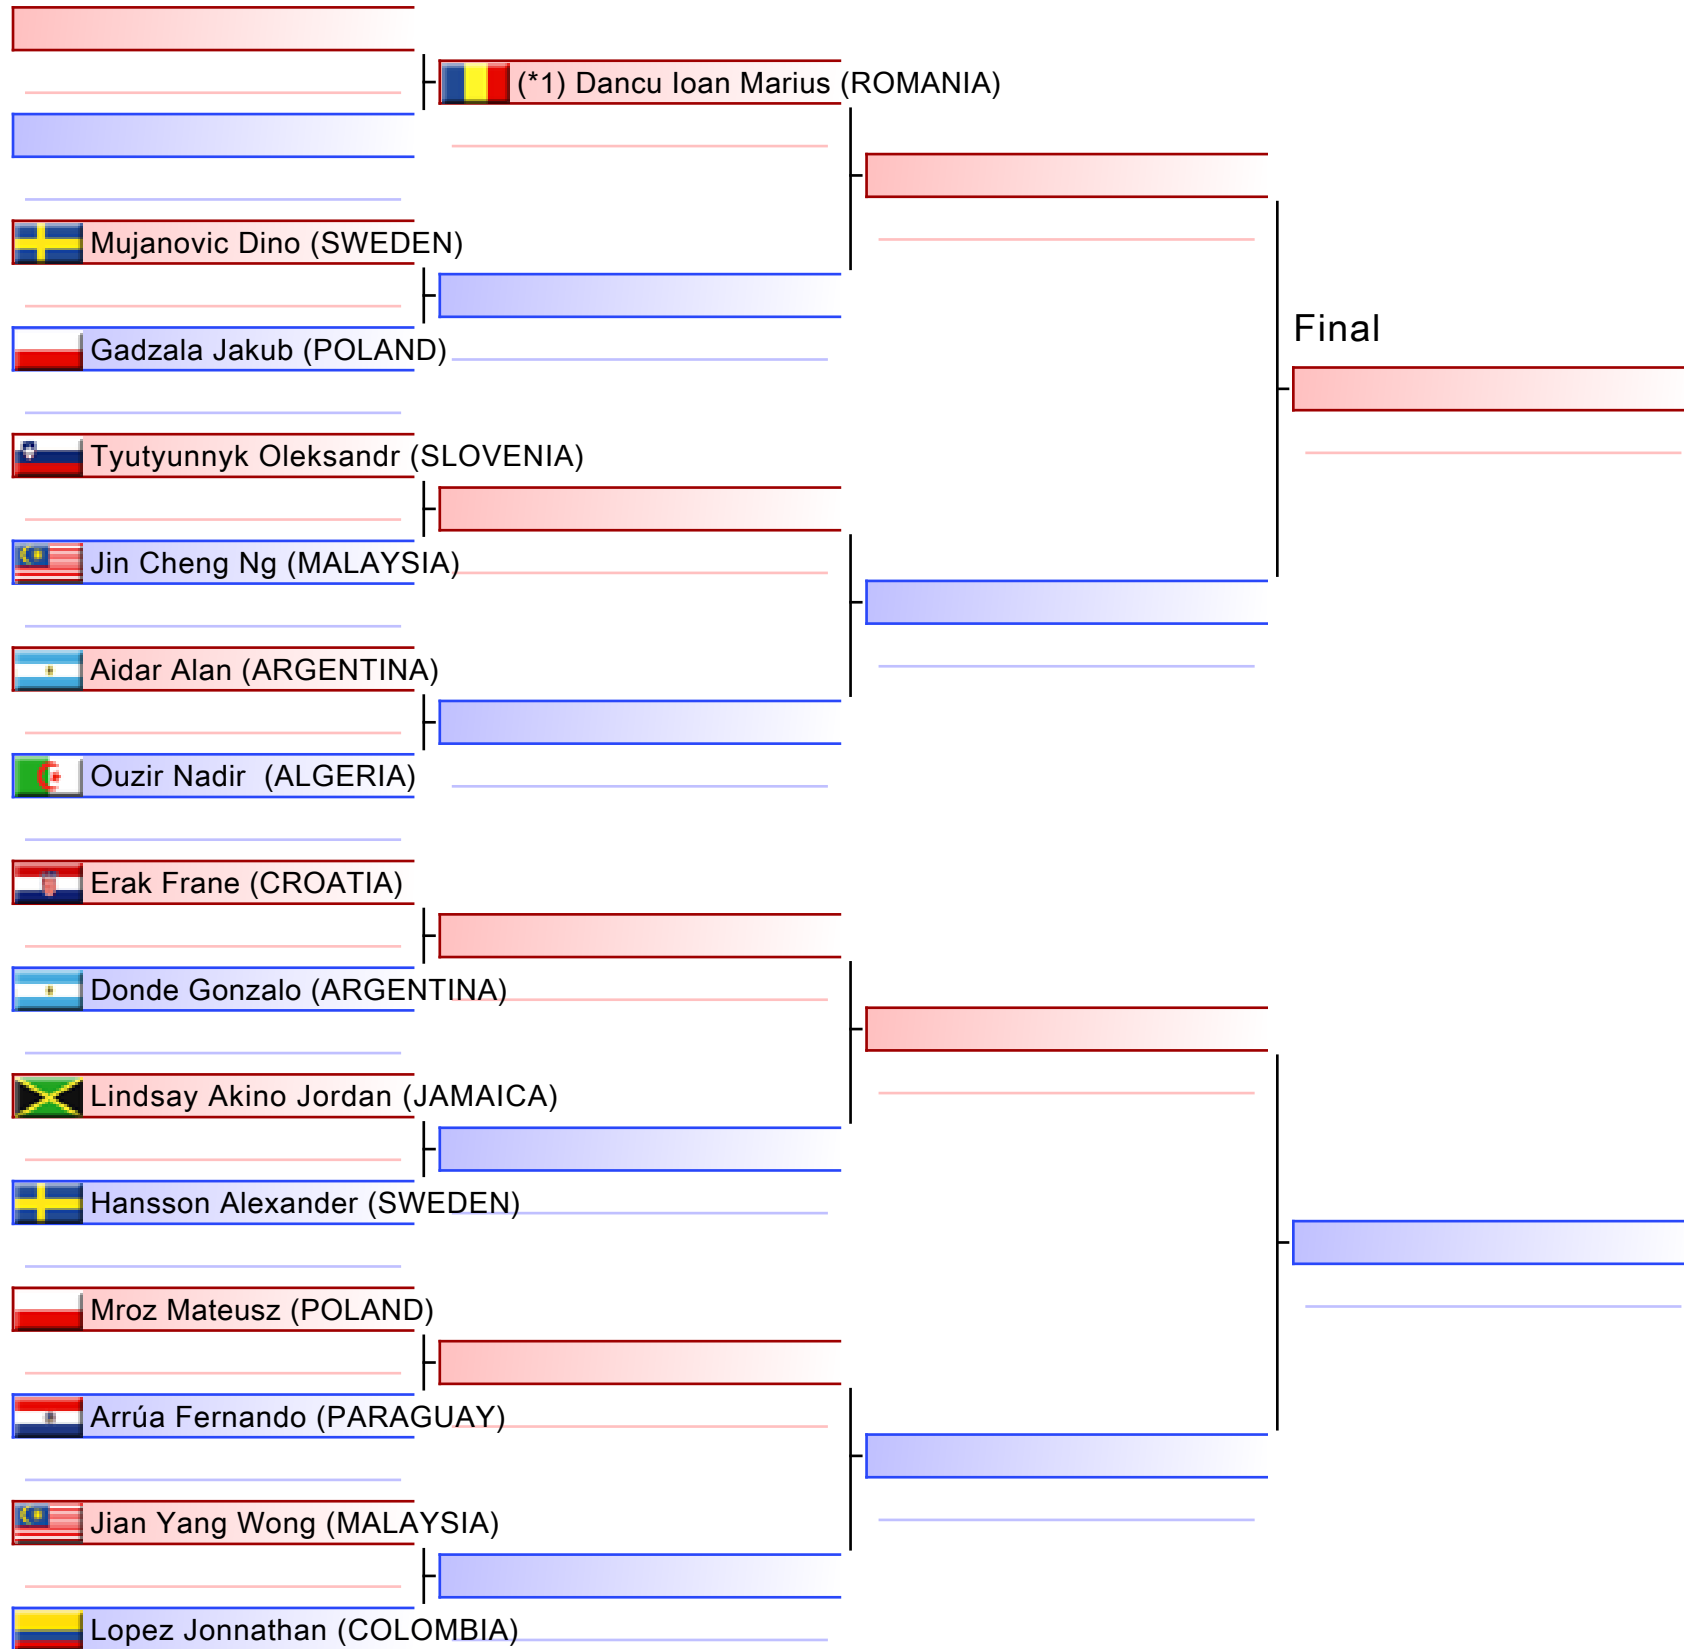 (*1) Dancu Ioan Marius (ROMANIA)
Mujanovic Dino (SWEDEN)
Gadzala Jakub (POLAND)
Final
Tyutyunnyk Oleksandr (SLOVENIA)
Jin Cheng Ng (MALAYSIA)
Aidar Alan (ARGENTINA)
Ouzir Nadir  (ALGERIA)
Erak Frane (CROATIA)
Donde Gonzalo (ARGENTINA)
Lindsay Akino Jordan (JAMAICA)
Hansson Alexander (SWEDEN)
Mroz Mateusz (POLAND)
Arrúa Fernando (PARAGUAY)
Jian Yang Wong (MALAYSIA)
Lopez Jonnathan (COLOMBIA)